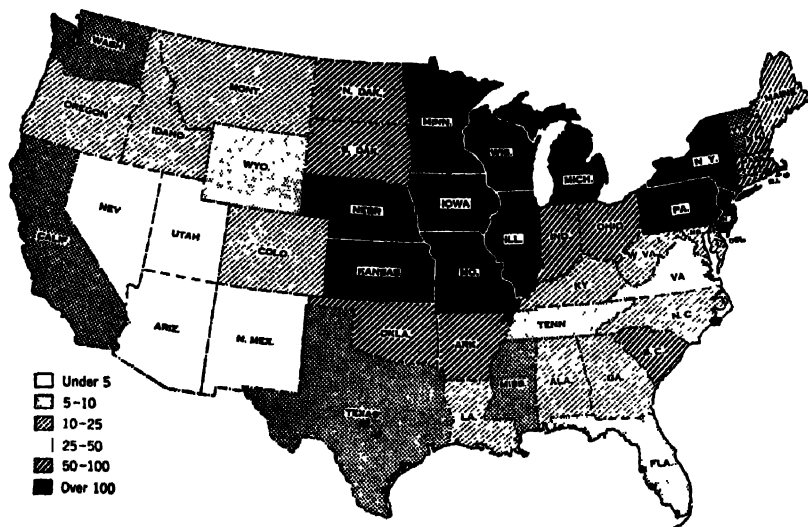 WASH.
MONT.
N. DAK.
MINN.
OREGON
IDAHO
S. DAK.
WIS.
MICH.
N. Y.
WYO.
NEBR.
IOWA
PA.
NEV
UTAH
COLO.
ILL.
IND.
OHIO
W. VA.
CALIF.
KANSAS
MO.
KY.
VA
ARIZ.
N. MEX.
OKLA.
ARK.
TENN
N. C.
S. C.
TEXAS
LA.
MISS.
ALA.
GA.
FLA.
Under 5
5-10
10-25
25-50
50-100
Over 100